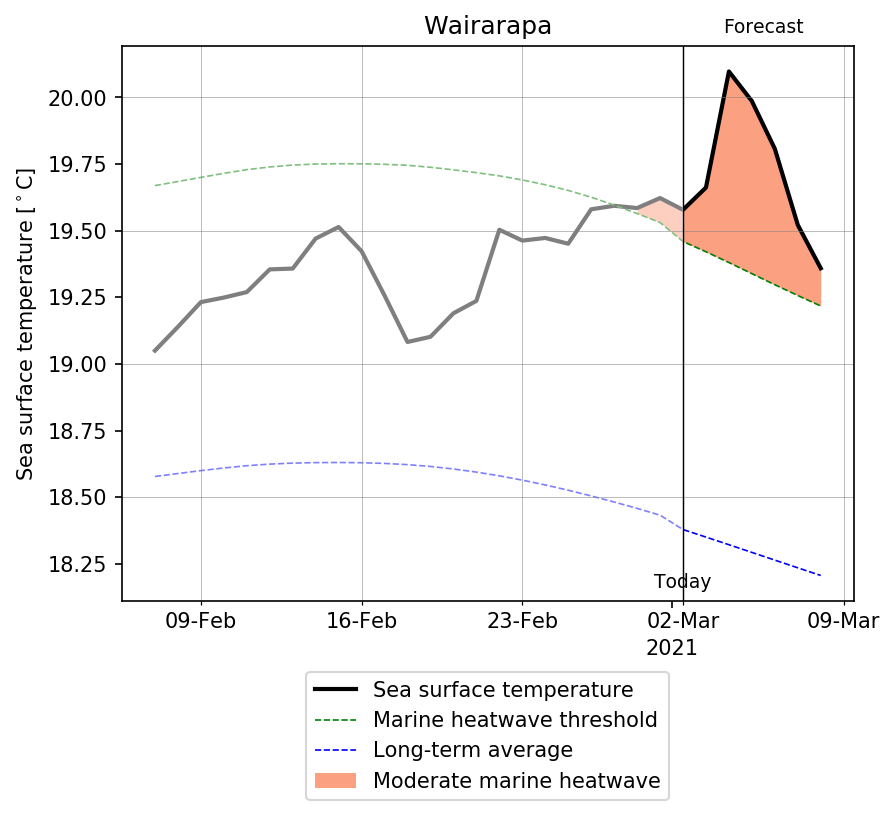 Wairarapa
Forecast
Sea surface temperature [°C]
20.00
19.75
19.50
19.25
19.00
18.75
18.50
18.25
Today
09-Feb
16-Feb
23-Feb
02-Mar
09-Mar
2021
Sea surface temperature
Marine heatwave threshold
Long-term average
Moderate marine heatwave